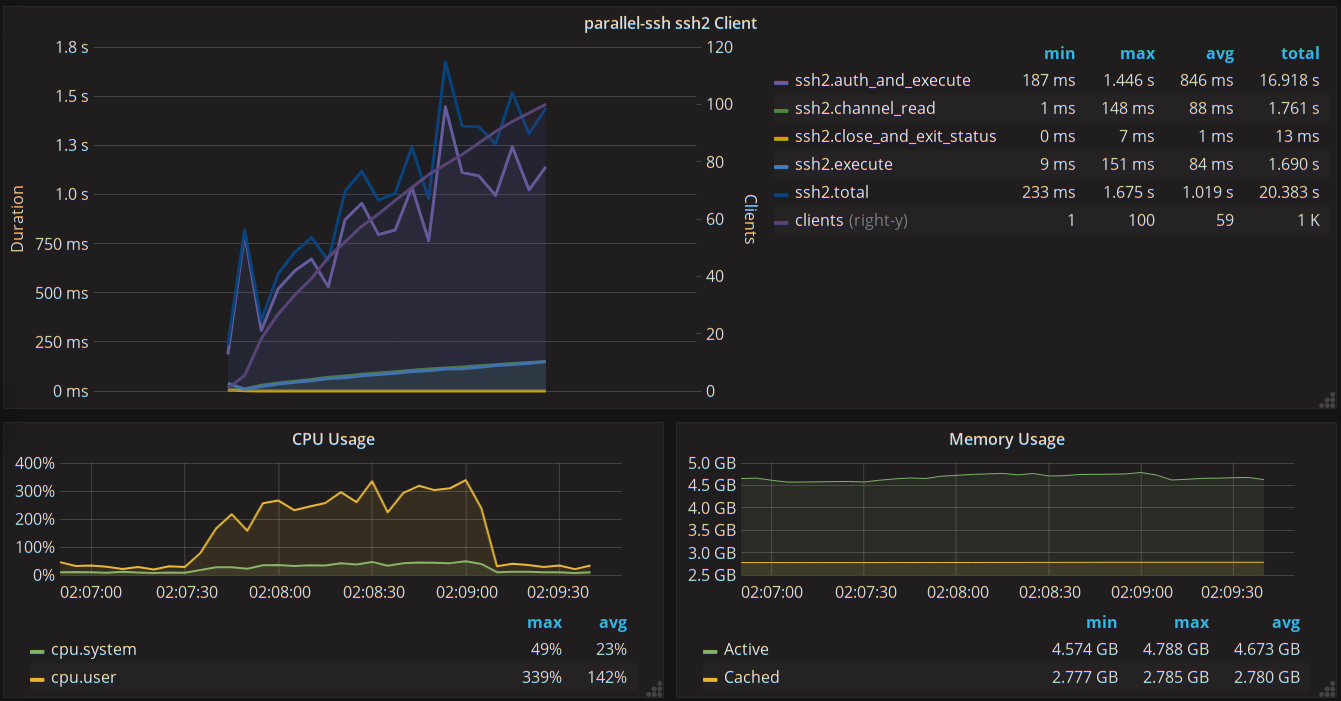 parallel-ssh ssh2 Client
1.8 s
1.5 s
1.3 s
1.0 s
750 ms
500 ms
250 ms
0 ms
Duration
120
100
80
60
40
20
0
Clients
min max avg total
ssh2.auth_and_execute 187 ms 1.446 s 846 ms 16.918 s
ssh2.channel_read 1 ms 148 ms 88 ms 1.761 s
ssh2.close_and_exit_status 0 ms 7 ms 1 ms 13 ms
ssh2.execute 9 ms 151 ms 84 ms 1.690 s
ssh2.total 233 ms 1.675 s 1.019 s 20.383 s
clients (right-y) 1 100 59 1 K
CPU Usage
400%
300%
200%
100%
0%
02:07:00 02:07:30 02:08:00 02:08:30 02:09:00 02:09:30
max avg
cpu.system 49% 23%
cpu.user 339% 142%
Memory Usage
5.0 GB
4.5 GB
4.0 GB
3.5 GB
3.0 GB
2.5 GB
02:07:00 02:07:30 02:08:00 02:08:30 02:09:00 02:09:30
min max avg
Active 4.574 GB 4.788 GB 4.673 GB
Cached 2.777 GB 2.785 GB 2.780 GB